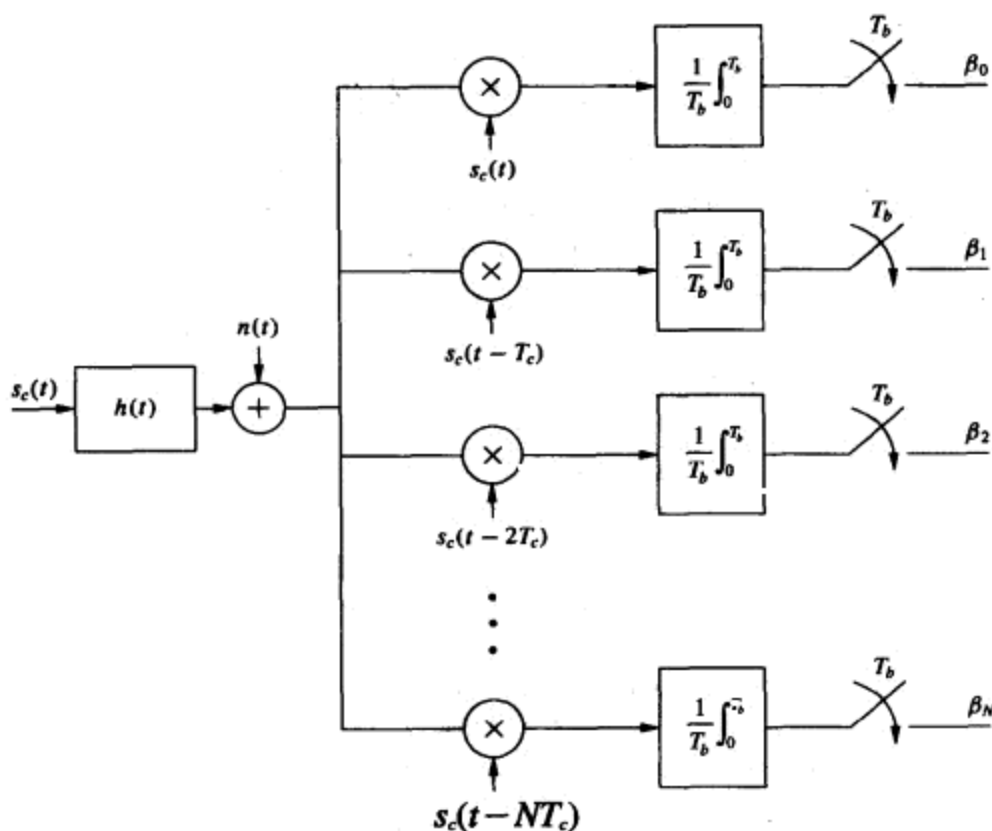 T_b
1/T_b ∫_0^{T_b}
β_0
×
s_c(t)
T_b
1/T_b ∫_0^{T_b}
β_1
×
s_c(t − T_c)
n(t)
s_c(t)
h(t)
+
T_b
1/T_b ∫_0^{T_b}
β_2
×
s_c(t − 2T_c)
T_b
1/T_b ∫_0
β_N
×
s_c(t − NT_c)